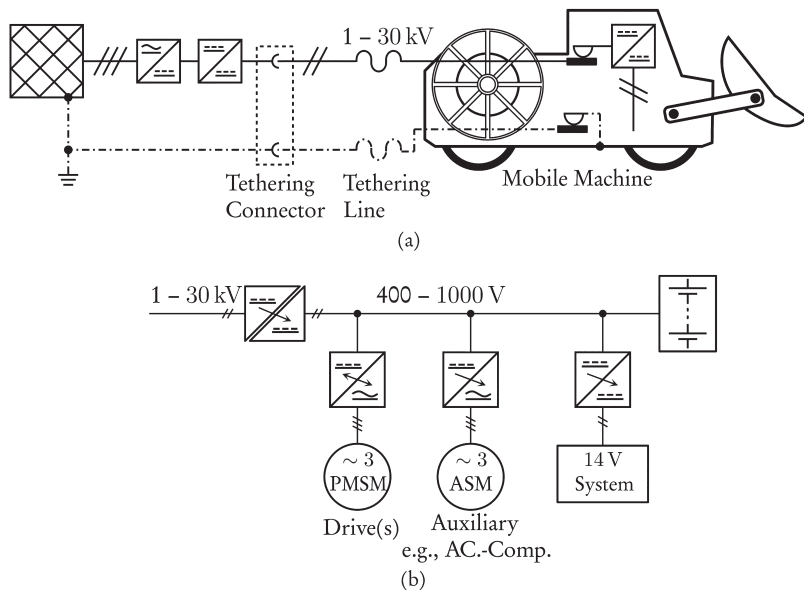 1 – 30 kV
Tethering
Connector
Tethering
Line
Mobile Machine
(a)
1 – 30 kV
400 – 1000 V
~ 3
PMSM
~ 3
ASM
14 V
System
Drive(s)
Auxiliary
e.g., AC.-Comp.
(b)